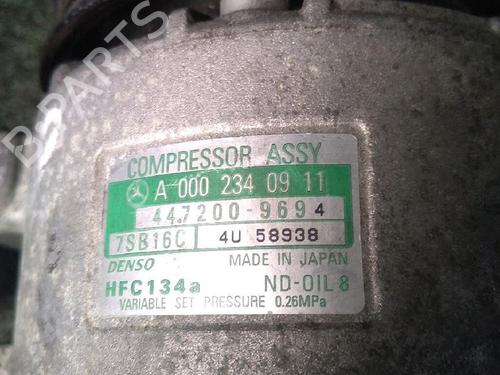 B-PARTS
COMPRESSOR ASSY
A 000 234 09 11
447200-9694
7SB16C 4U 58938
DENSO MADE IN JAPAN
HFC134a ND-OIL 8
VARIABLE SET PRESSURE 0.26MPa